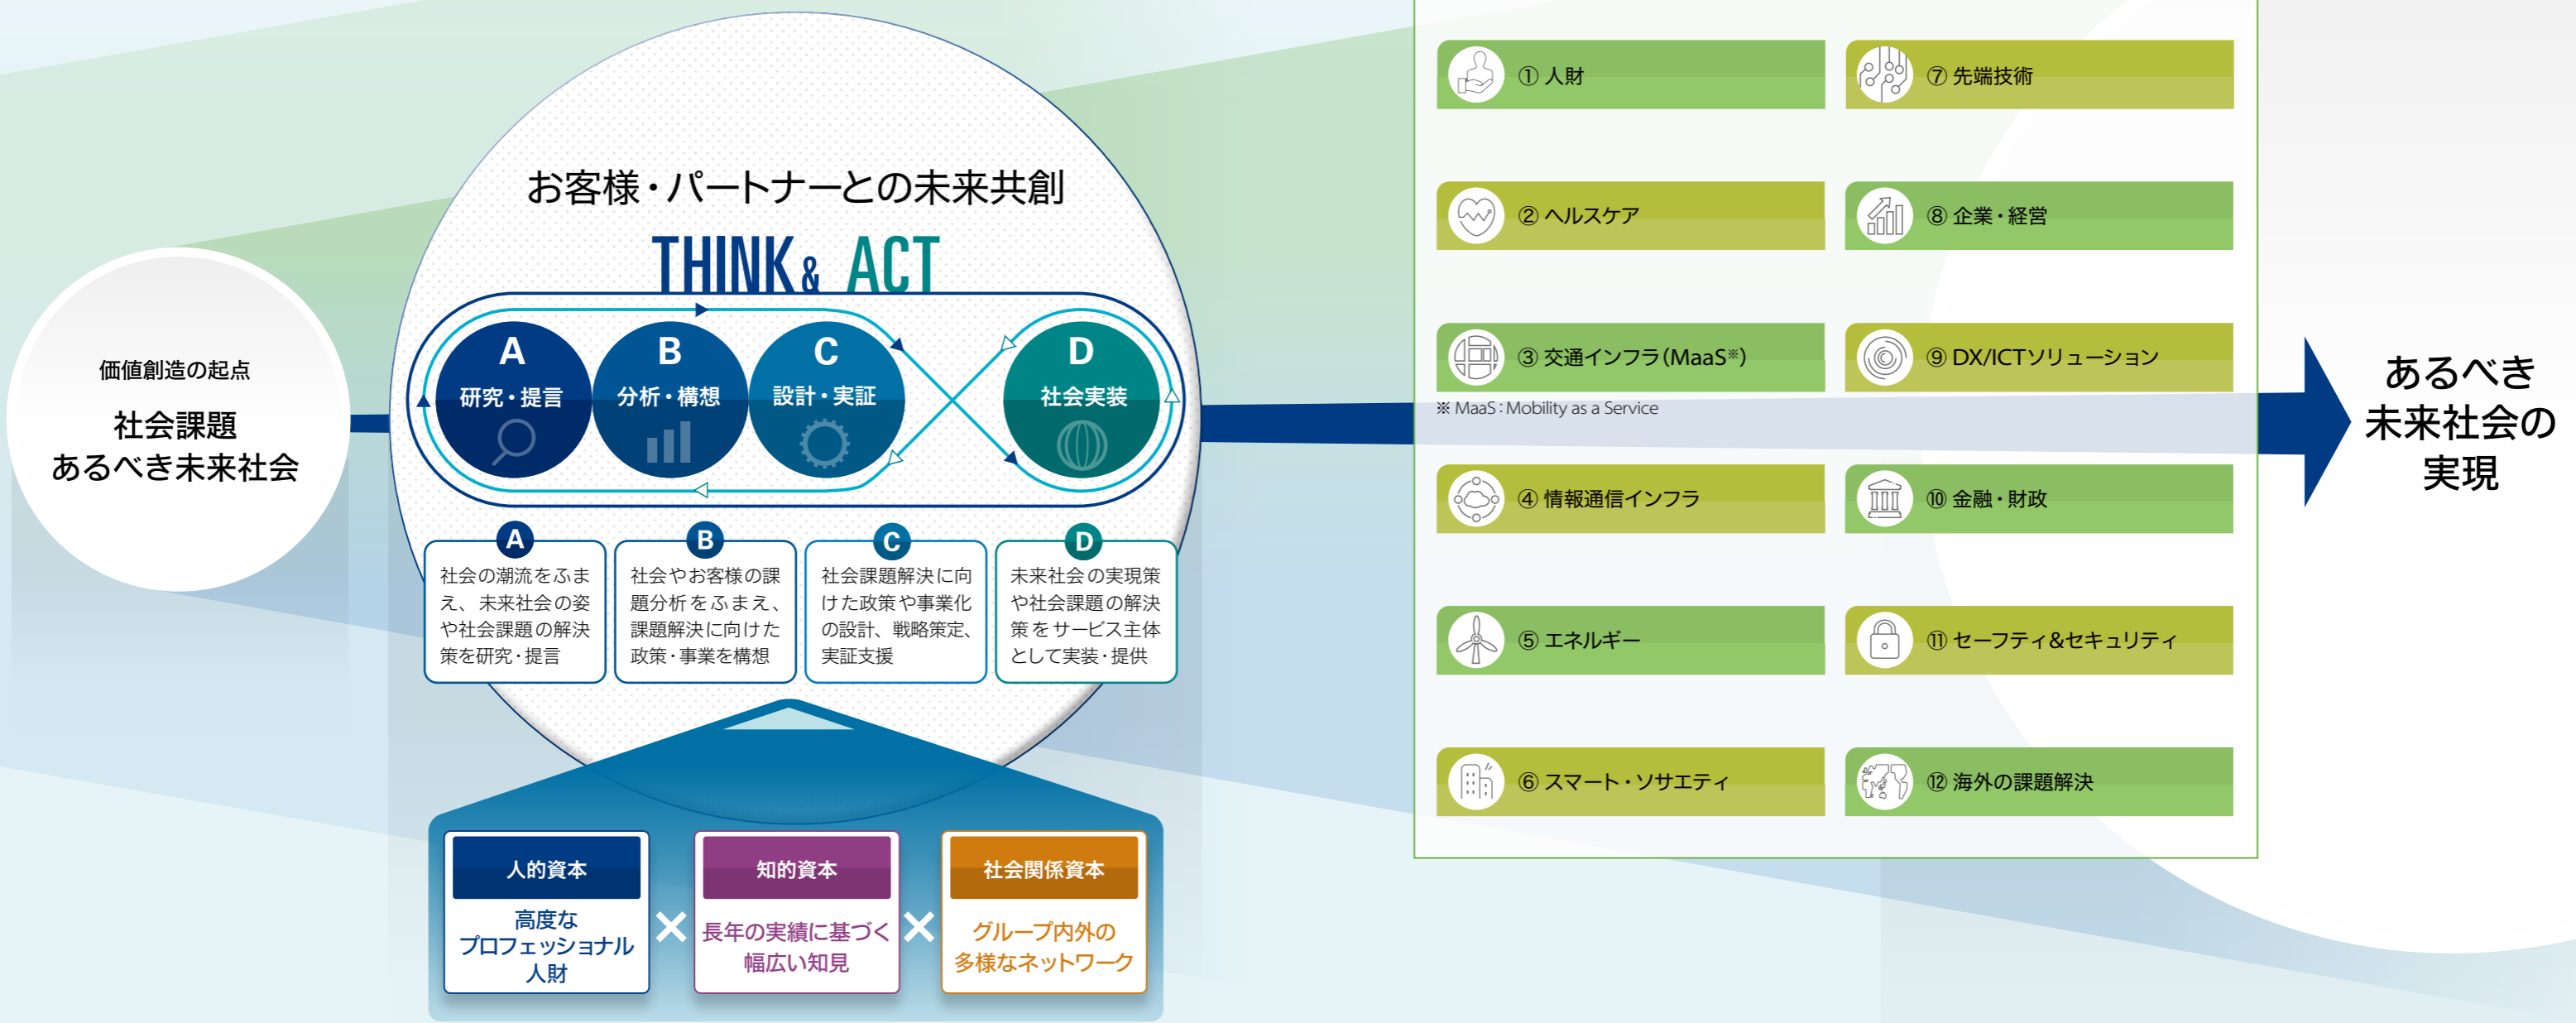 価値創造の起点
社会課題
あるべき未来社会
お客様・パートナーとの未来共創
THINK & ACT
A
研究・提言
B
分析・構想
C
設計・実証
D
社会実装
A
社会の潮流をふま
え、未来社会の姿
や社会課題の解決
策を研究・提言
B
社会やお客様の課
題分析をふまえ、
課題解決に向けた
政策・事業を構想
C
社会課題解決に向
けた政策や事業化
の設計、戦略策定、
実証支援
D
未来社会の実現策
や社会課題の解決
策をサービス主体
として実装・提供
人的資本
高度な
プロフェッショナル
人財
×
知的資本
長年の実績に基づく
幅広い知見
×
社会関係資本
グループ内外の
多様なネットワーク
① 人財
② ヘルスケア
③ 交通インフラ(MaaS※)
※ MaaS:Mobility as a Service
④ 情報通信インフラ
⑤ エネルギー
⑥ スマート・ソサエティ
⑦ 先端技術
⑧ 企業・経営
⑨ DX/ICTソリューション
⑩ 金融・財政
⑪ セーフティ&セキュリティ
⑫ 海外の課題解決
あるべき
未来社会の
実現